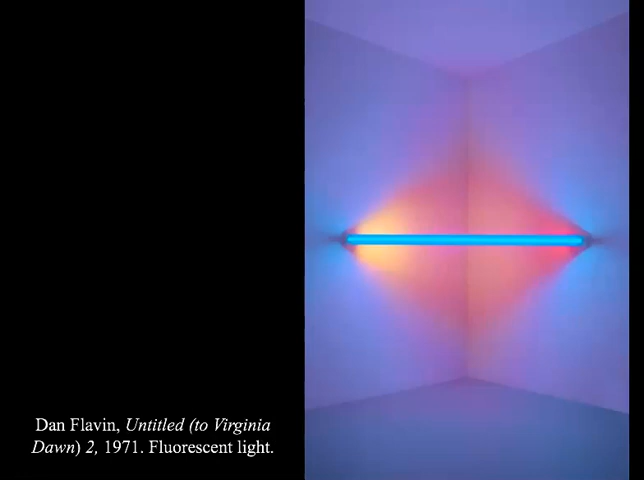 Dan Flavin, Untitled (to Virginia
Dawn) 2, 1971. Fluorescent light.